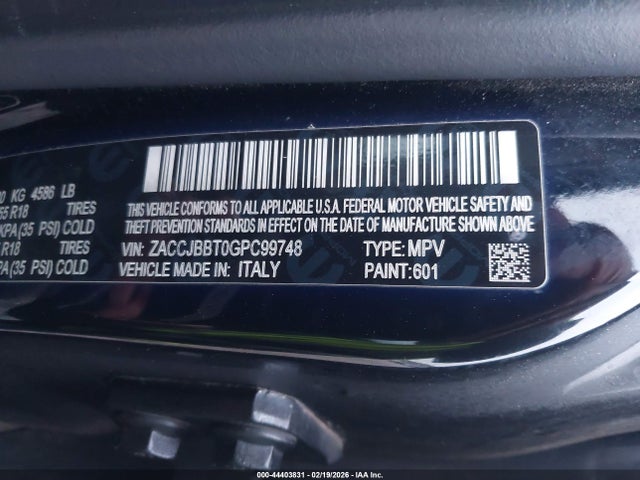 0 KG 4586 LB
55 R18 TIRES
KPA(35 PSI) COLD
R18 TIRES
PA(35 PSI) COLD
THIS VEHICLE CONFORMS TO ALL APPLICABLE U.S.A. FEDERAL MOTOR VEHICLE SAFETY AND
THEFT PREVENTION STANDARDS IN EFFECT ON THE DATE OF MANUFACTURE SHOWN ABOVE.
VIN: ZACCJBBT0GPC99748 TYPE: MPV
VEHICLE MADE IN: ITALY PAINT: 601
000-44403831 - 02/19/2026 - IAA Inc.